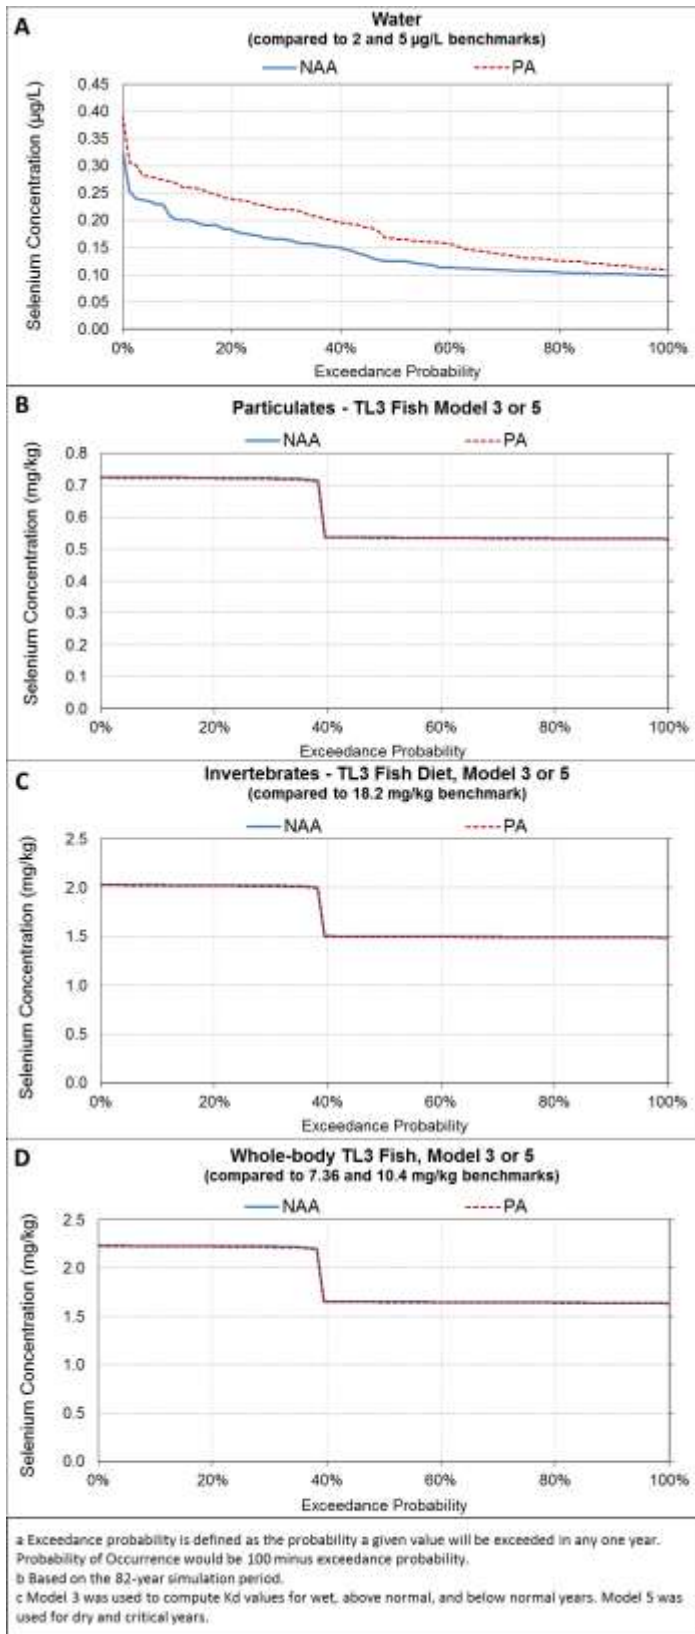 A
Water
(compared to 2 and 5 µg/L benchmarks)
NAA PA
Selenium Concentration (µg/L)
0.45
0.40
0.35
0.30
0.25
0.20
0.15
0.10
0.05
0.00
0% 20% 40% 60% 80% 100%
Exceedance Probability
B
Particulates - TL3 Fish Model 3 or 5
NAA PA
Selenium Concentration (mg/kg)
0.8
0.7
0.6
0.5
0.4
0.3
0.2
0.1
0.0
0% 20% 40% 60% 80% 100%
Exceedance Probability
C
Invertebrates - TL3 Fish Diet, Model 3 or 5
(compared to 18.2 mg/kg benchmark)
NAA PA
Selenium Concentration (mg/kg)
2.5
2.0
1.5
1.0
0.5
0.0
0% 20% 40% 60% 80% 100%
Exceedance Probability
D
Whole-body TL3 Fish, Model 3 or 5
(compared to 7.36 and 10.4 mg/kg benchmarks)
NAA PA
Selenium Concentration (mg/kg)
2.5
2.0
1.5
1.0
0.5
0.0
0% 20% 40% 60% 80% 100%
Exceedance Probability
a Exceedance probability is defined as the probability a given value will be exceeded in any one year.
Probability of Occurrence would be 100 minus exceedance probability.
b Based on the 82-year simulation period.
c Model 3 was used to compute Kd values for wet, above normal, and below normal years. Model 5 was
used for dry and critical years.